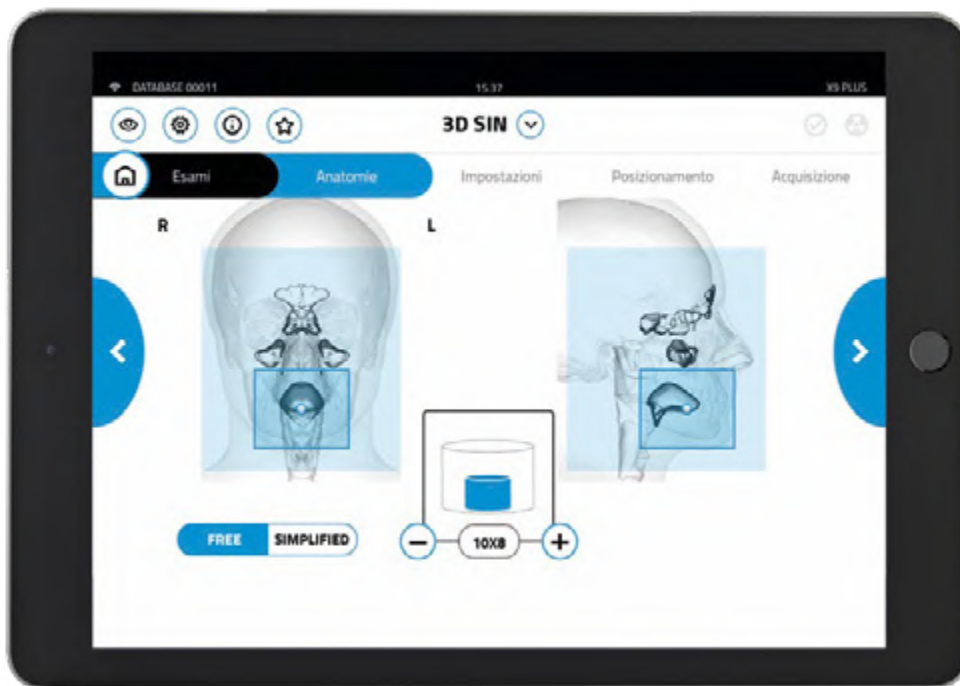 DATABASE 00011
15.37
X9 PLUS
3D SIN
Esami
Anatomie
Impostazioni
Posizionamento
Acquisizione
R
L
FREE
SIMPLIFIED
10X8